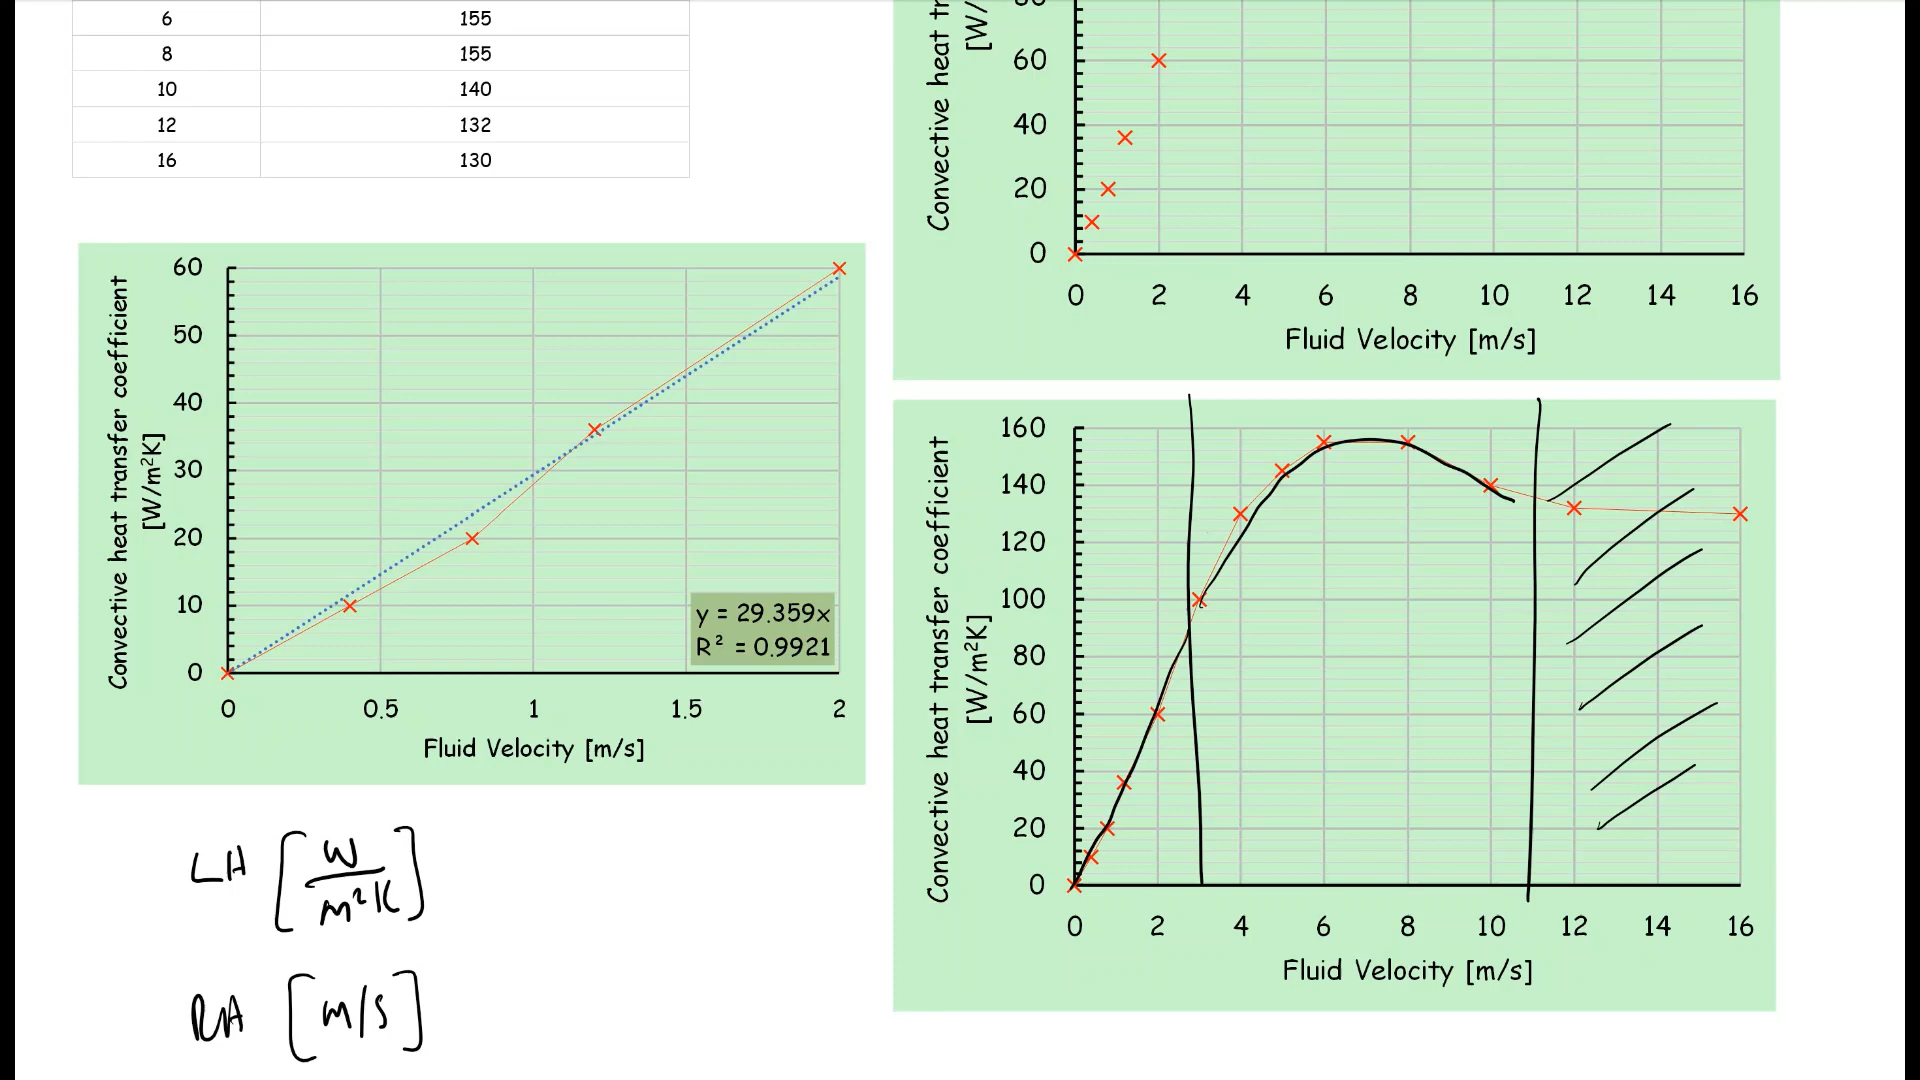 6 155
8 155
10 140
12 132
16 130
Convective heat tr
[W/
60
40
20
0
0 2 4 6 8 10 12 14 16
Fluid Velocity [m/s]
Convective heat transfer coefficient
[W/m²K]
60
50
40
30
20
10
0
y = 29.359x
R² = 0.9921
0 0.5 1 1.5 2
Fluid Velocity [m/s]
Convective heat transfer coefficient
[W/m²K]
160
140
120
100
80
60
40
20
0
0 2 4 6 8 10 12 14 16
Fluid Velocity [m/s]
LH [W/m²K]
RA [m/s]